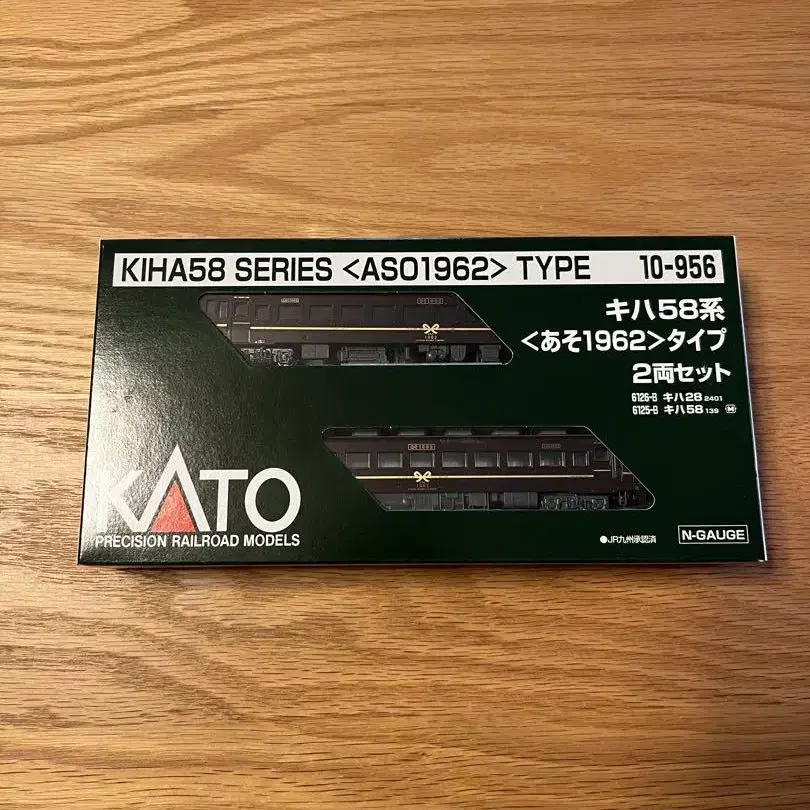 KIHA58 SERIES <ASO1962> TYPE 10-956
キハ58系
<あそ1962>タイプ
2両セット
6126-B キハ28 2401
6125-B キハ58 139 M
1962
1962
KATO
PRECISION RAILROAD MODELS
●JR九州承認済
N-GAUGE